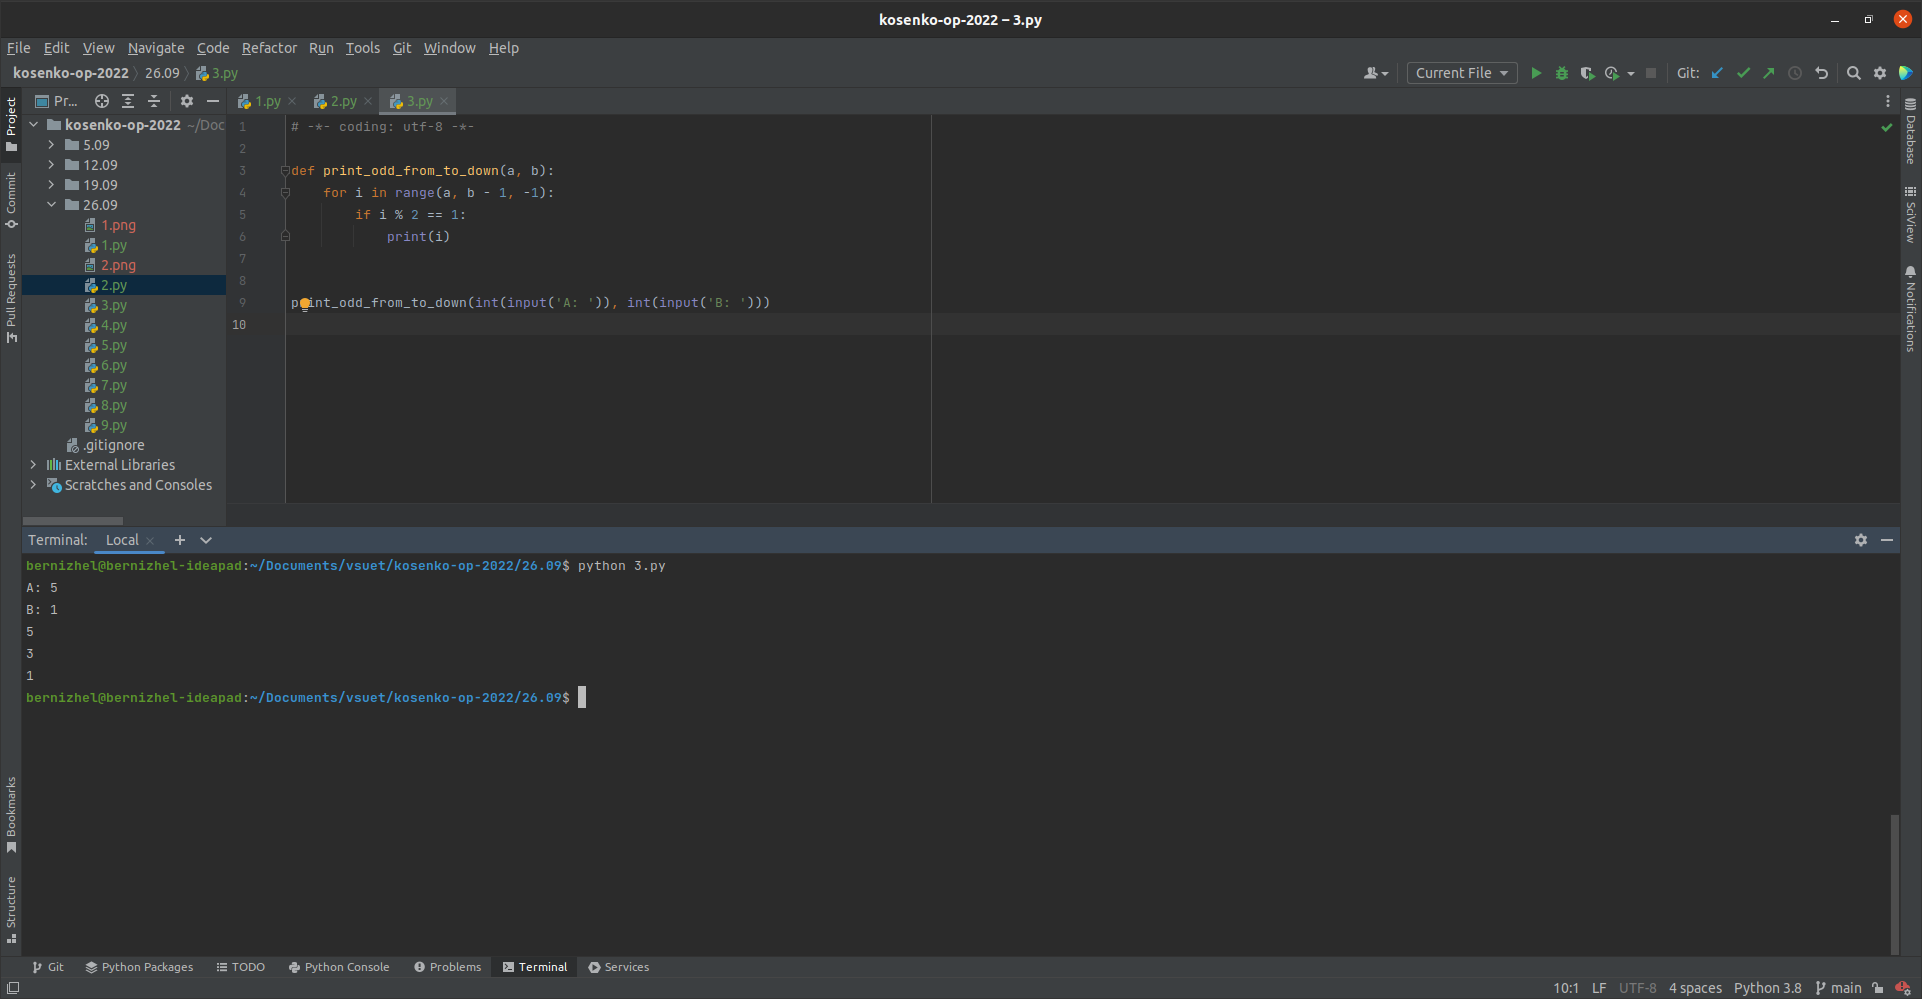 kosenko-op-2022 – 3.py
File Edit View Navigate Code Refactor Run Tools Git Window Help
kosenko-op-2022 26.09 3.py Current File Git:
Pr... 1.py 2.py 3.py
Project
Commit
Pull Requests
Bookmarks
Structure
kosenko-op-2022 ~/Doc
5.09
12.09
19.09
26.09
1.png
1.py
2.png
2.py
3.py
4.py
5.py
6.py
7.py
8.py
9.py
.gitignore
External Libraries
Scratches and Consoles
1 # -*- coding: utf-8 -*-
2
3 def print_odd_from_to_down(a, b):
4 for i in range(a, b - 1, -1):
5 if i % 2 == 1:
6 print(i)
7
8
9 print_odd_from_to_down(int(input('A: ')), int(input('B: ')))
10
Database
SciView
Notifications
Terminal: Local
bernizhel@bernizhel-ideapad:~/Documents/vsuet/kosenko-op-2022/26.09$ python 3.py
A: 5
B: 1
5
3
1
bernizhel@bernizhel-ideapad:~/Documents/vsuet/kosenko-op-2022/26.09$
Git Python Packages TODO Python Console Problems Terminal Services
10:1 LF UTF-8 4 spaces Python 3.8 main